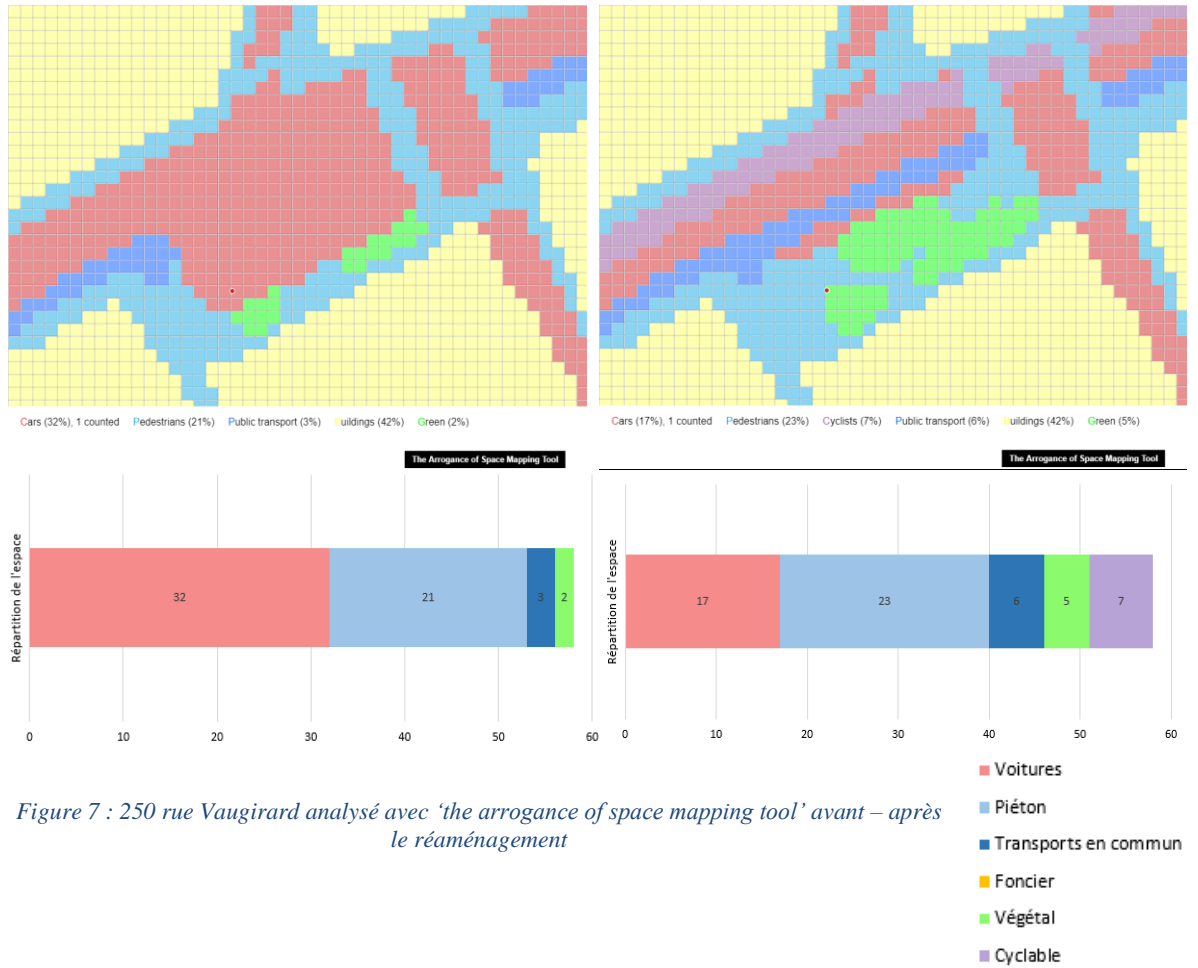 Cars (32%), 1 counted Pedestrians (21%) Public transport (3%) Buildings (42%) Green (2%)
The Arrogance of Space Mapping Tool
Cars (17%), 1 counted Pedestrians (23%) Cyclists (7%) Public transport (6%) Buildings (42%) Green (5%)
The Arrogance of Space Mapping Tool
Répartition de l'espace
32 21 3 2
0 10 20 30 40 50 60
Répartition de l'espace
17 23 6 5 7
0 10 20 30 40 50 60
Voitures
Piéton
Transports en commun
Foncier
Végétal
Cyclable
Figure 7 : 250 rue Vaugirard analysé avec ‘the arrogance of space mapping tool’ avant – après
le réaménagement